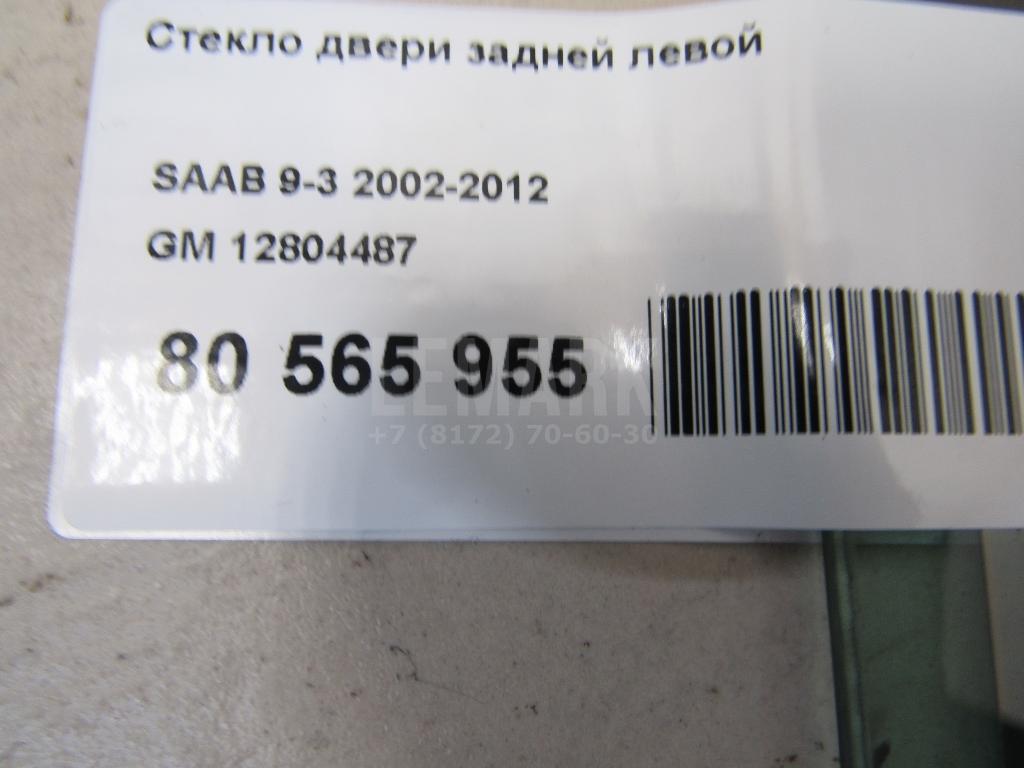 Стекло двери задней левой
SAAB 9-3 2002-2012
GM 12804487
80 565 955
LEMARK
+7 (8172) 70-60-30